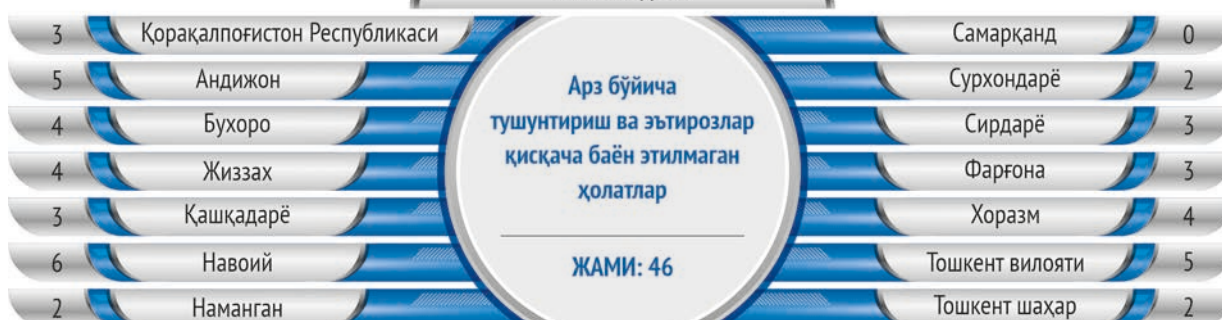 3 Қорақалпоғистон Республикаси
5 Андижон
4 Бухоро
4 Жиззах
3 Қашқадарё
6 Навоий
2 Наманган
Арз бўйича
тушунтириш ва эътирозлар
қисқача баён этилмаган
ҳолатлар
ЖАМИ: 46
Самарқанд 0
Сурхондарё 2
Сирдарё 3
Фарғона 3
Хоразм 4
Тошкент вилояти 5
Тошкент шаҳар 2